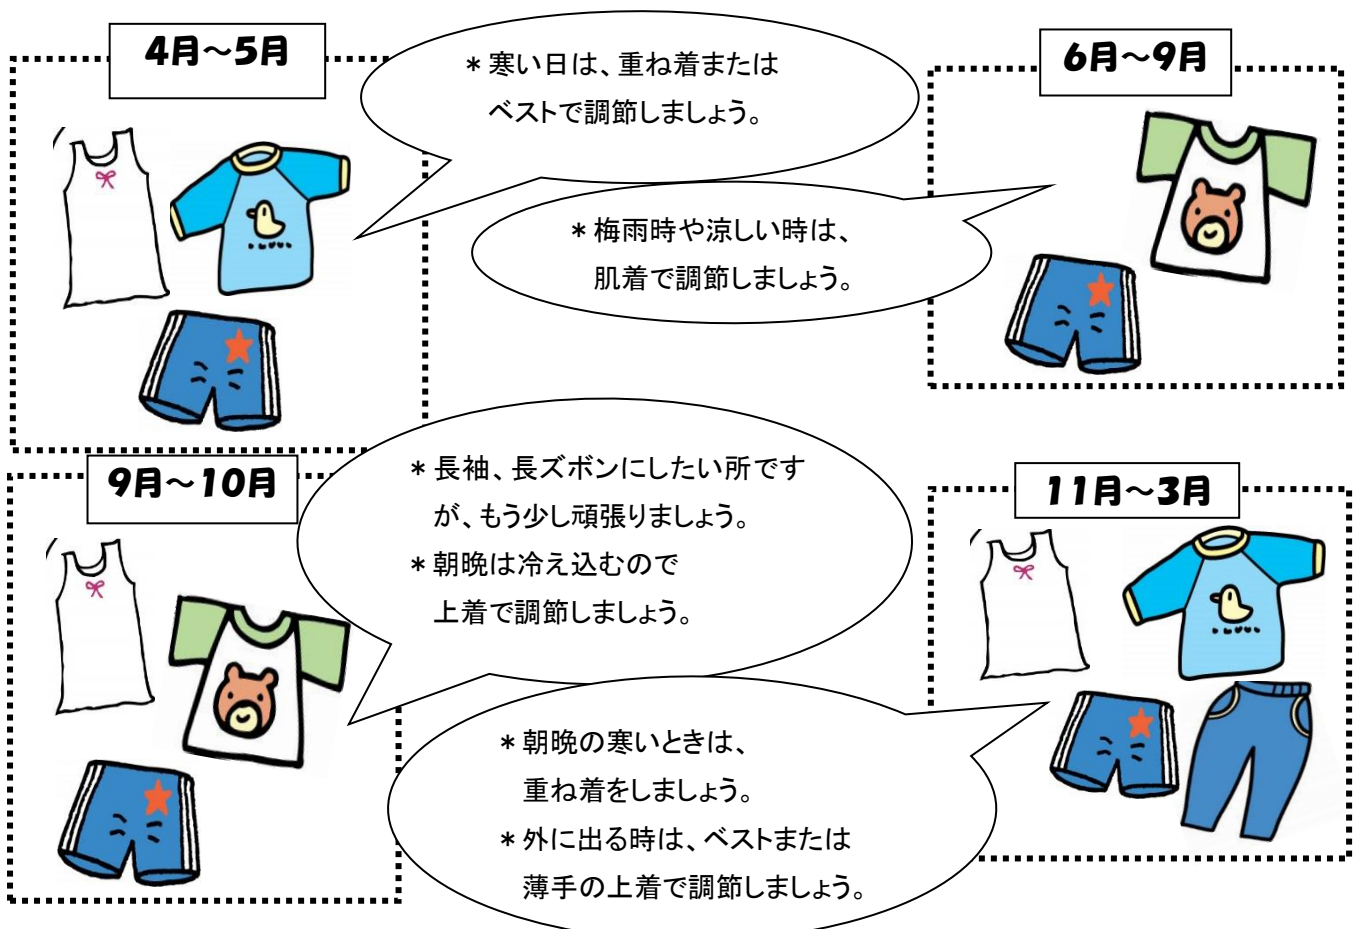 4月～5月
＊寒い日は、重ね着または
ベストで調節しましょう。
6月～9月
＊梅雨時や涼しい時は、
肌着で調節しましょう。
9月～10月
＊長袖、長ズボンにしたい所です
が、もう少し頑張りましょう。
＊朝晩は冷え込むので
上着で調節しましょう。
11月～3月
＊朝晩の寒いときは、
重ね着をしましょう。
＊外に出る時は、ベストまたは
薄手の上着で調節しましょう。